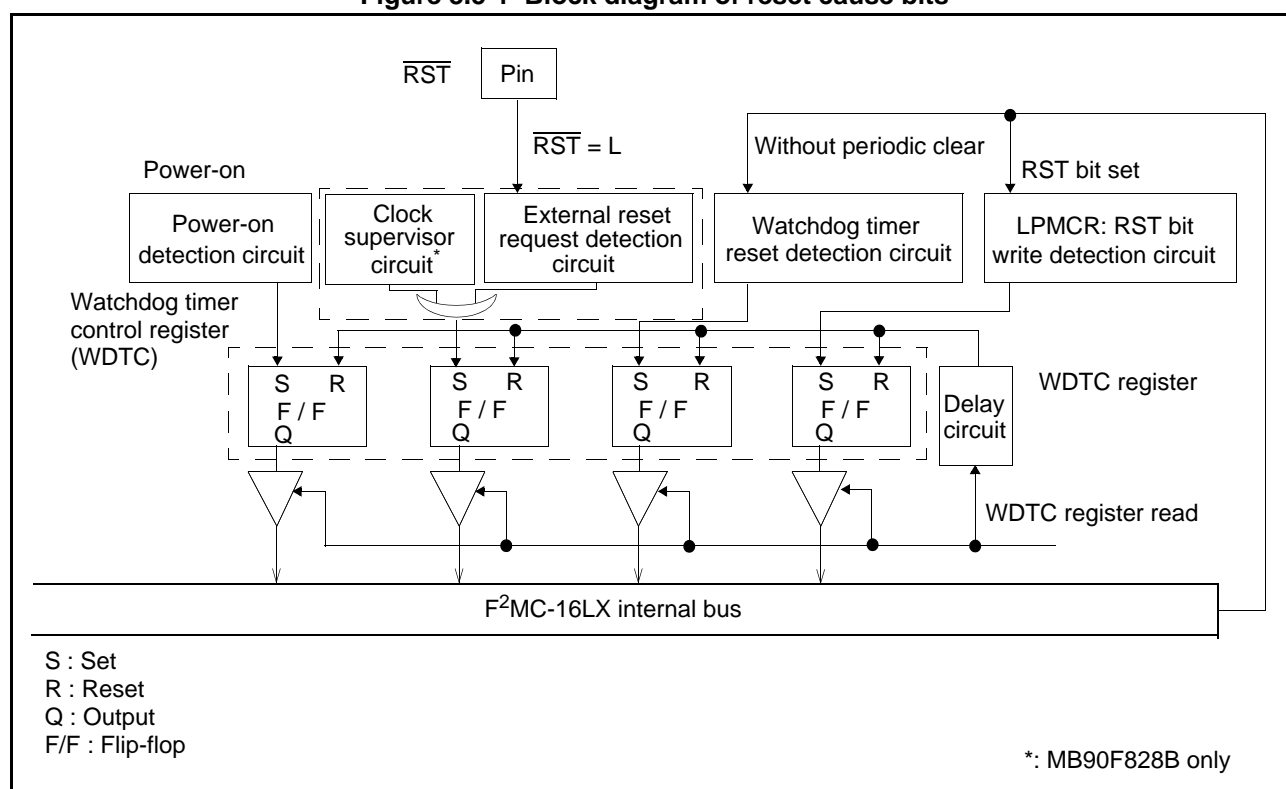 RST
Pin
RST = L
Without periodic clear
RST bit set
Power-on
Power-on
detection circuit
Clock
supervisor
circuit*
External reset
request detection
circuit
Watchdog timer
reset detection circuit
LPMCR: RST bit
write detection circuit
Watchdog timer
control register
(WDTC)
S R
F / F
Q
S R
F / F
Q
S R
F / F
Q
S R
F / F
Q
Delay
circuit
WDTC register
WDTC register read
F2MC-16LX internal bus
S : Set
R : Reset
Q : Output
F/F : Flip-flop
*: MB90F828B only